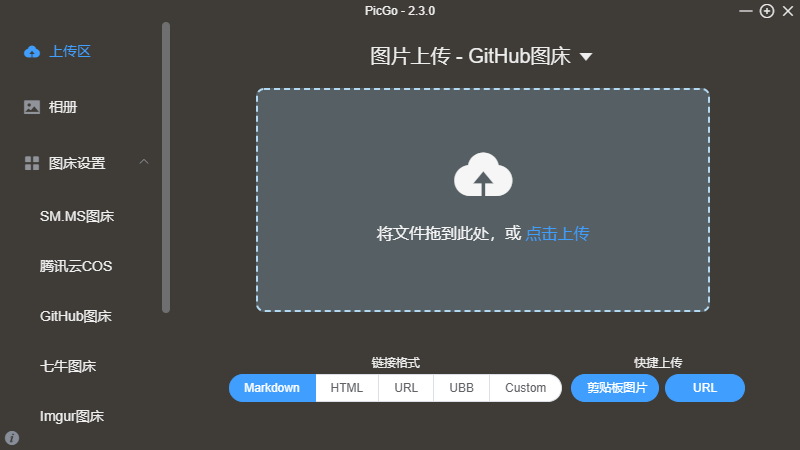 PicGo - 2.3.0
上传区
相册
图床设置
SM.MS图床
腾讯云COS
GitHub图床
七牛图床
Imgur图床
图片上传 - GitHub图床
将文件拖到此处，或 点击上传
链接格式
Markdown HTML URL UBB Custom
快捷上传
剪贴板图片 URL